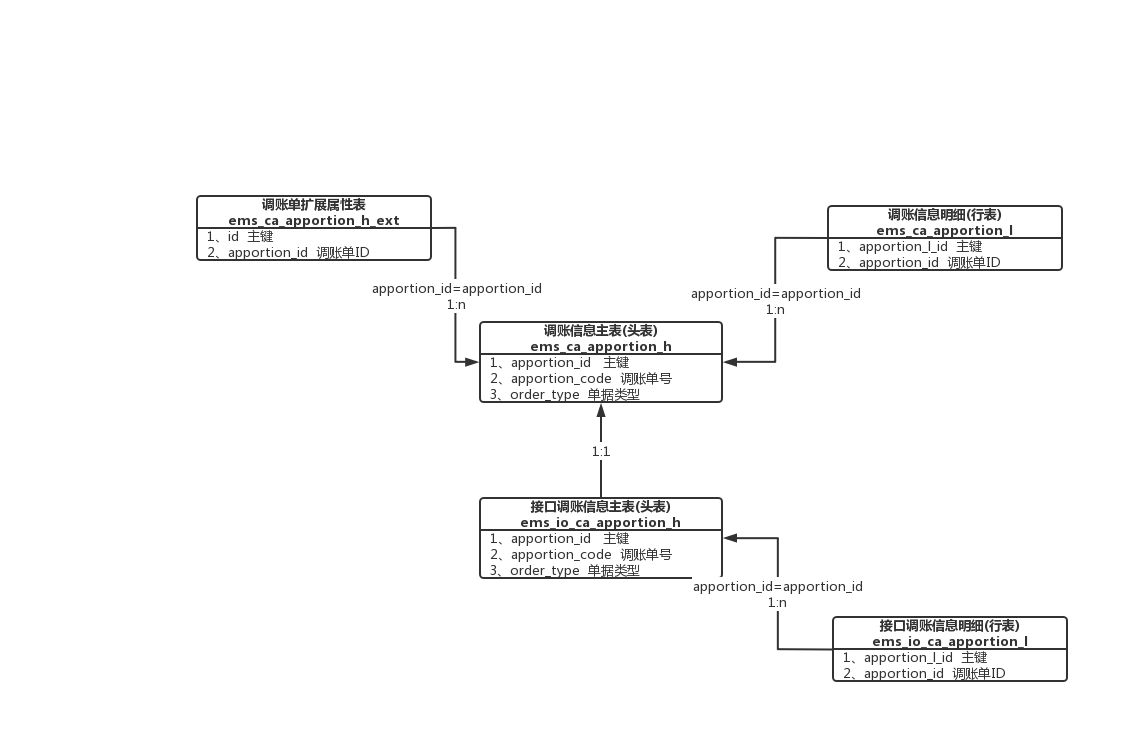 调账单扩展属性表
ems_ca_apportion_h_ext
1、id  主键
2、apportion_id  调账单ID
调账信息明细(行表)
ems_ca_apportion_l
1、apportion_l_id  主键
2、apportion_id  调账单ID
apportion_id=apportion_id
1:n
apportion_id=apportion_id
1:n
调账信息主表(头表)
ems_ca_apportion_h
1、apportion_id   主键
2、apportion_code  调账单号
3、order_type  单据类型
1:1
接口调账信息主表(头表)
ems_io_ca_apportion_h
1、apportion_id   主键
2、apportion_code  调账单号
3、order_type  单据类型
apportion_id=apportion_id
1:n
接口调账信息明细(行表)
ems_io_ca_apportion_l
1、apportion_l_id  主键
2、apportion_id  调账单ID